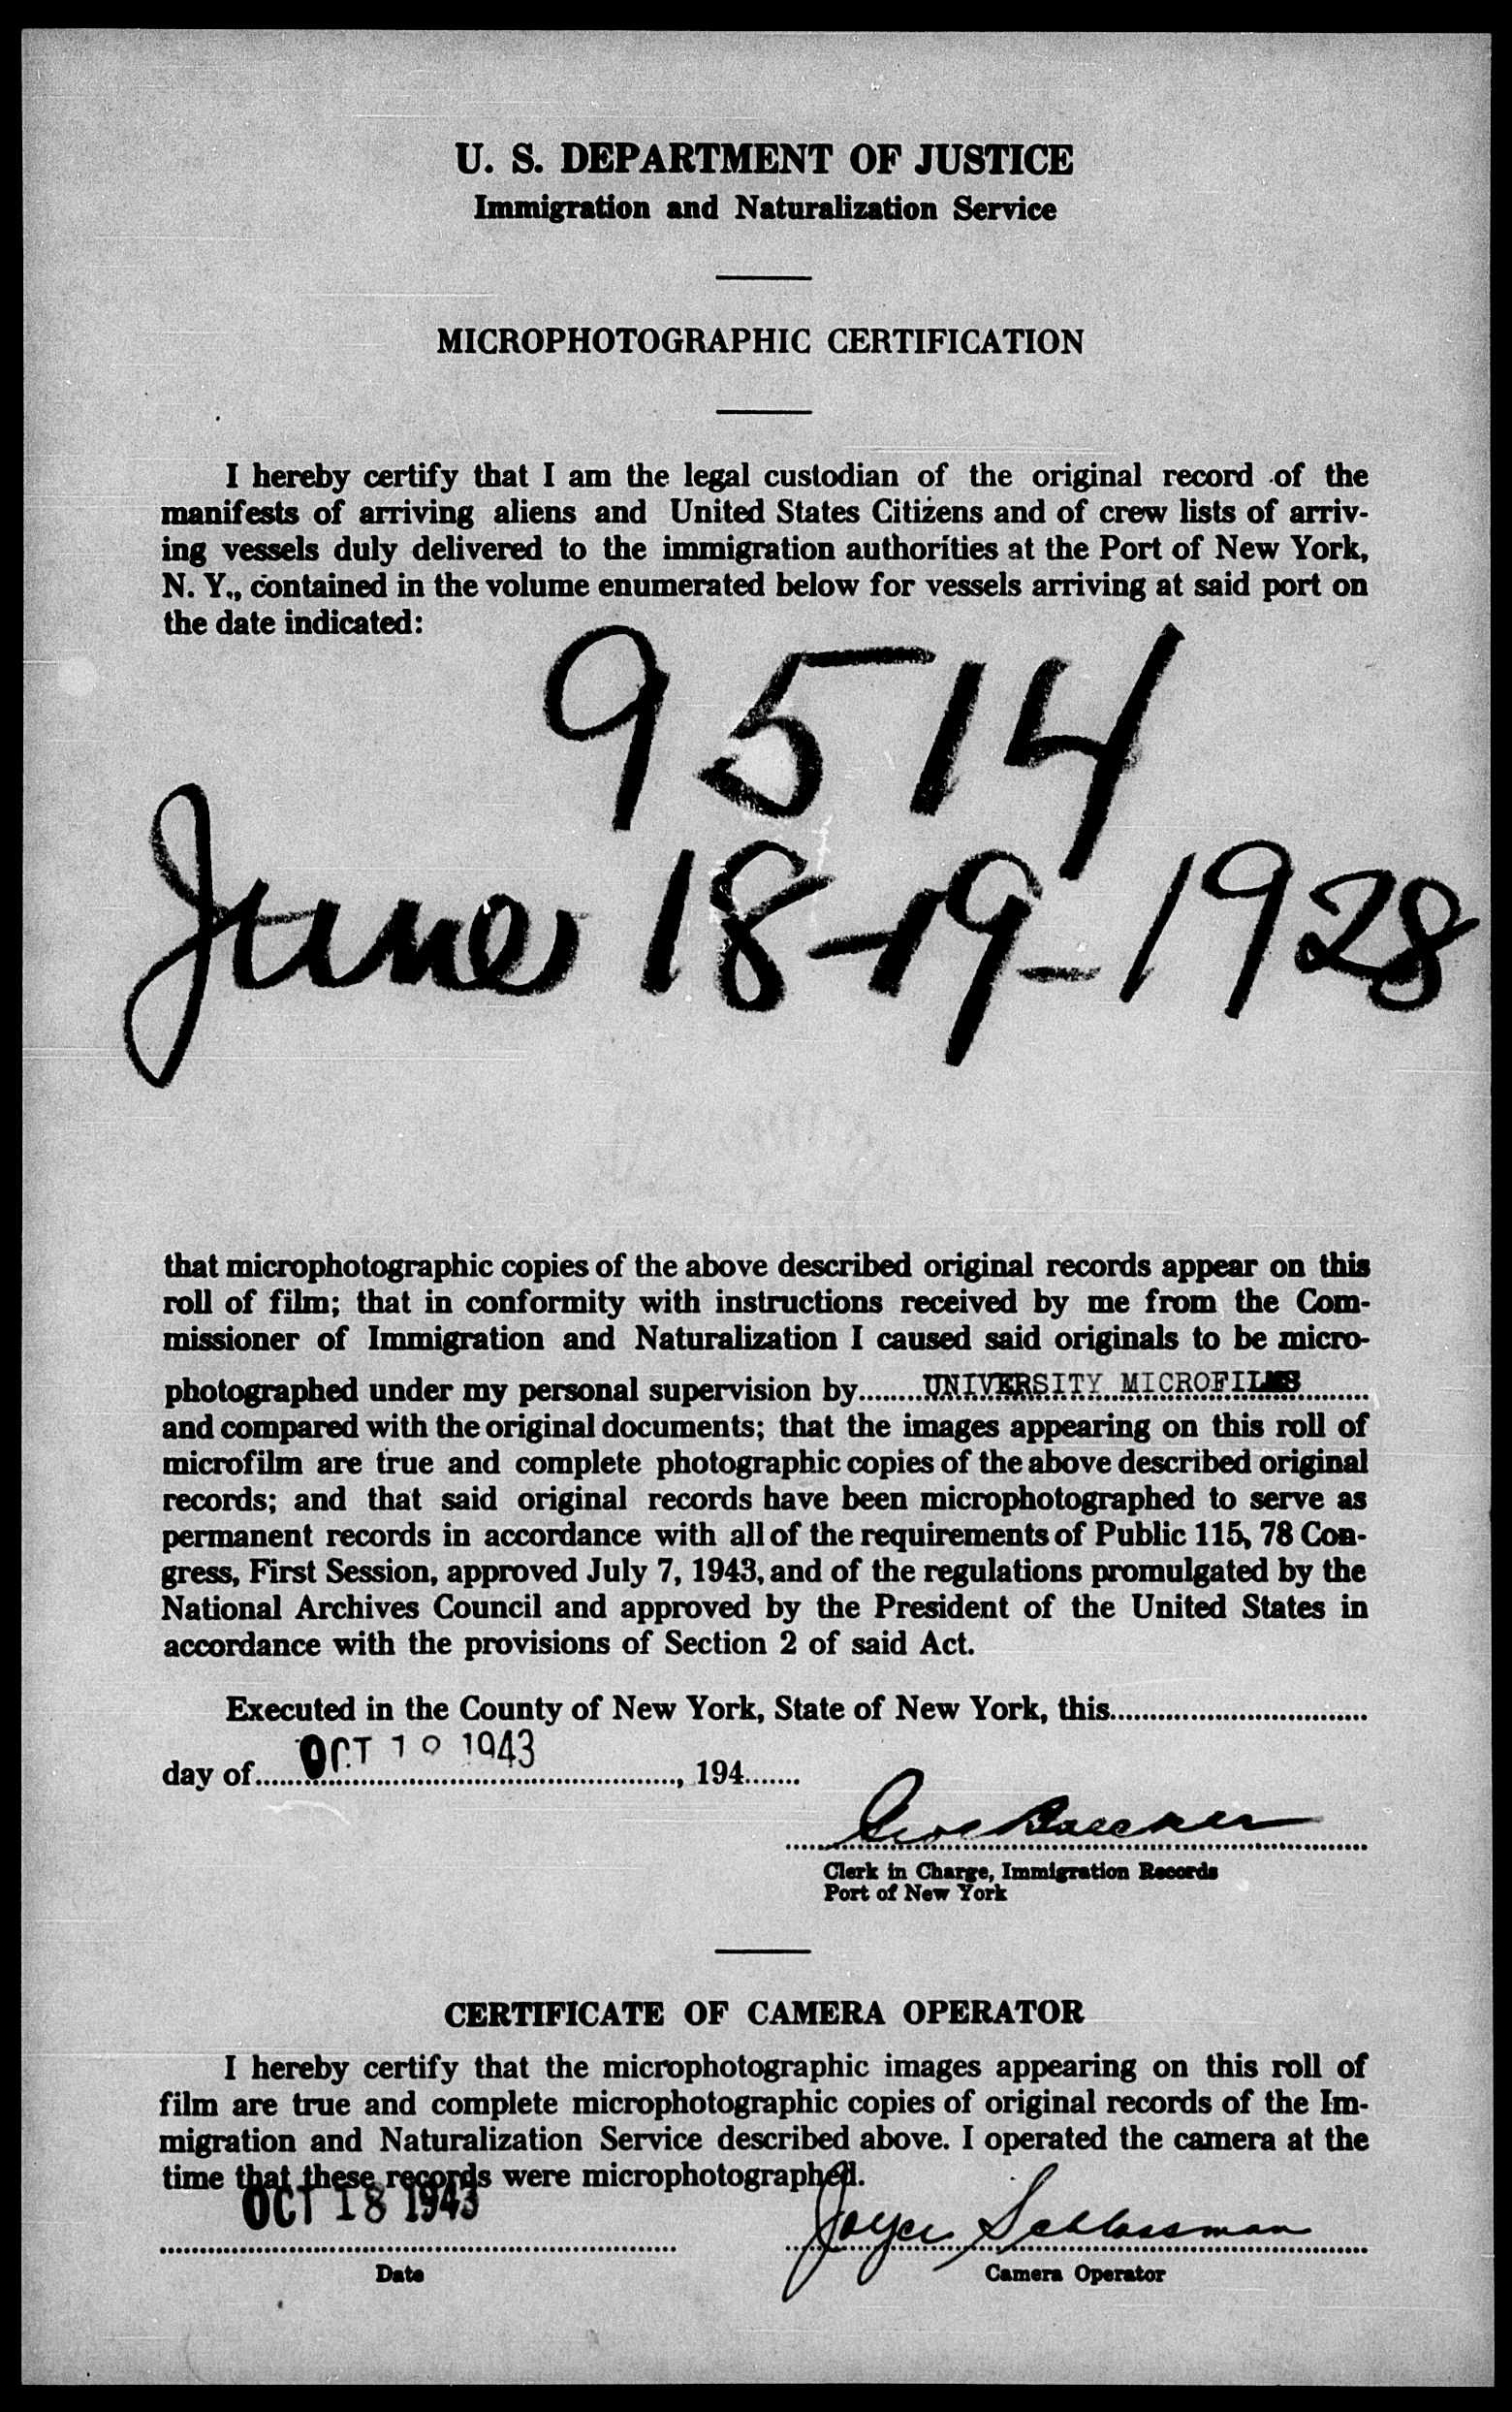 U. S. DEPARTMENT OF JUSTICE
Immigration and Naturalization Service
MICROPHOTOGRAPHIC CERTIFICATION
I hereby certify that I am the legal custodian of the original record of the
manifests of arriving aliens and United States Citizens and of crew lists of arriv-
ing vessels duly delivered to the immigration authorities at the Port of New York,
N. Y., contained in the volume enumerated below for vessels arriving at said port on
the date indicated:
9514
June 18-19-1928
that microphotographic copies of the above described original records appear on this
roll of film; that in conformity with instructions received by me from the Com-
missioner of Immigration and Naturalization I caused said originals to be micro-
photographed under my personal supervision by........UNIVERSITY MICROFILMS........
and compared with the original documents; that the images appearing on this roll of
microfilm are true and complete photographic copies of the above described original
records; and that said original records have been microphotographed to serve as
permanent records in accordance with all of the requirements of Public 115, 78 Con-
gress, First Session, approved July 7, 1943, and of the regulations promulgated by the
National Archives Council and approved by the President of the United States in
accordance with the provisions of Section 2 of said Act.
Executed in the County of New York, State of New York, this................................
day of...... OCT 1 1943 ......, 194.......
Clerk in Charge, Immigration Records
Port of New York
CERTIFICATE OF CAMERA OPERATOR
I hereby certify that the microphotographic images appearing on this roll of
film are true and complete microphotographic copies of original records of the Im-
migration and Naturalization Service described above. I operated the camera at the
time that these records were microphotographed.
OCT 18 1943 Joyce Schlossman
Date Camera Operator